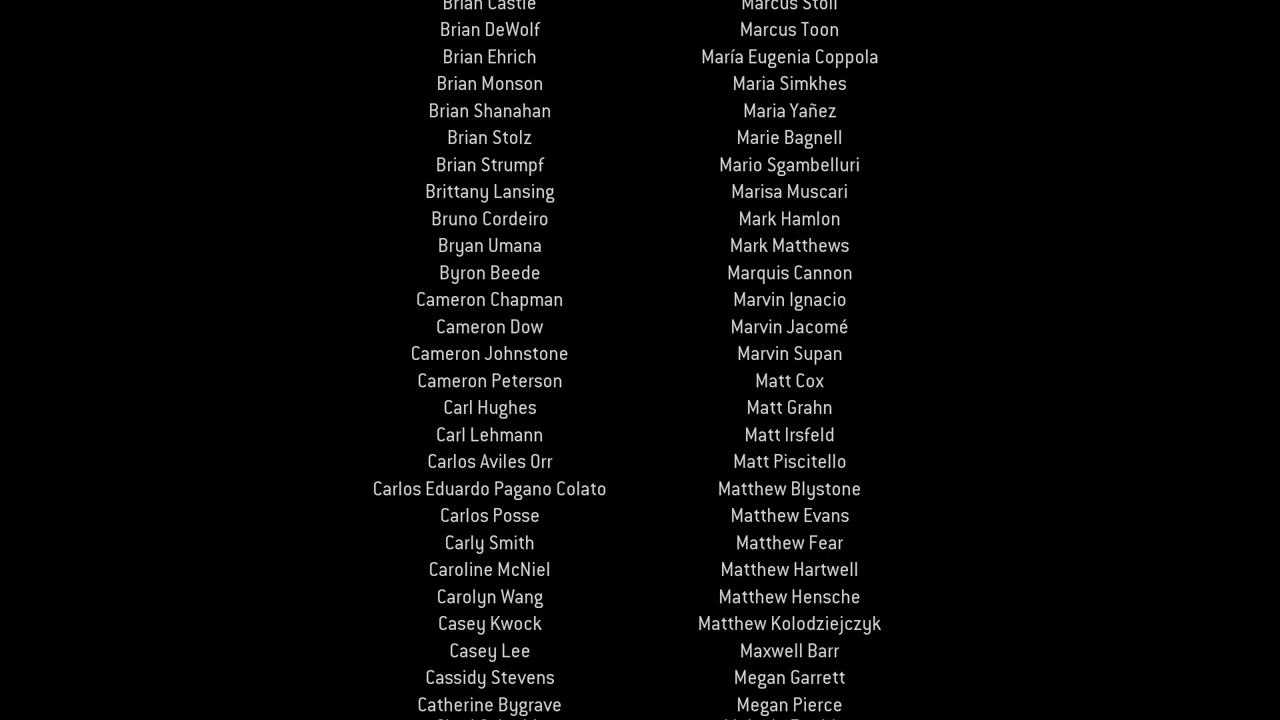 Brian Castle
Brian DeWolf
Brian Ehrich
Brian Monson
Brian Shanahan
Brian Stolz
Brian Strumpf
Brittany Lansing
Bruno Cordeiro
Bryan Umana
Byron Beede
Cameron Chapman
Cameron Dow
Cameron Johnstone
Cameron Peterson
Carl Hughes
Carl Lehmann
Carlos Aviles Orr
Carlos Eduardo Pagano Colato
Carlos Posse
Carly Smith
Caroline McNiel
Carolyn Wang
Casey Kwock
Casey Lee
Cassidy Stevens
Catherine Bygrave
Marcus Stoll
Marcus Toon
María Eugenia Coppola
Maria Simkhes
Maria Yañez
Marie Bagnell
Mario Sgambelluri
Marisa Muscari
Mark Hamlon
Mark Matthews
Marquis Cannon
Marvin Ignacio
Marvin Jacomé
Marvin Supan
Matt Cox
Matt Grahn
Matt Irsfeld
Matt Piscitello
Matthew Blystone
Matthew Evans
Matthew Fear
Matthew Hartwell
Matthew Hensche
Matthew Kolodziejczyk
Maxwell Barr
Megan Garrett
Megan Pierce